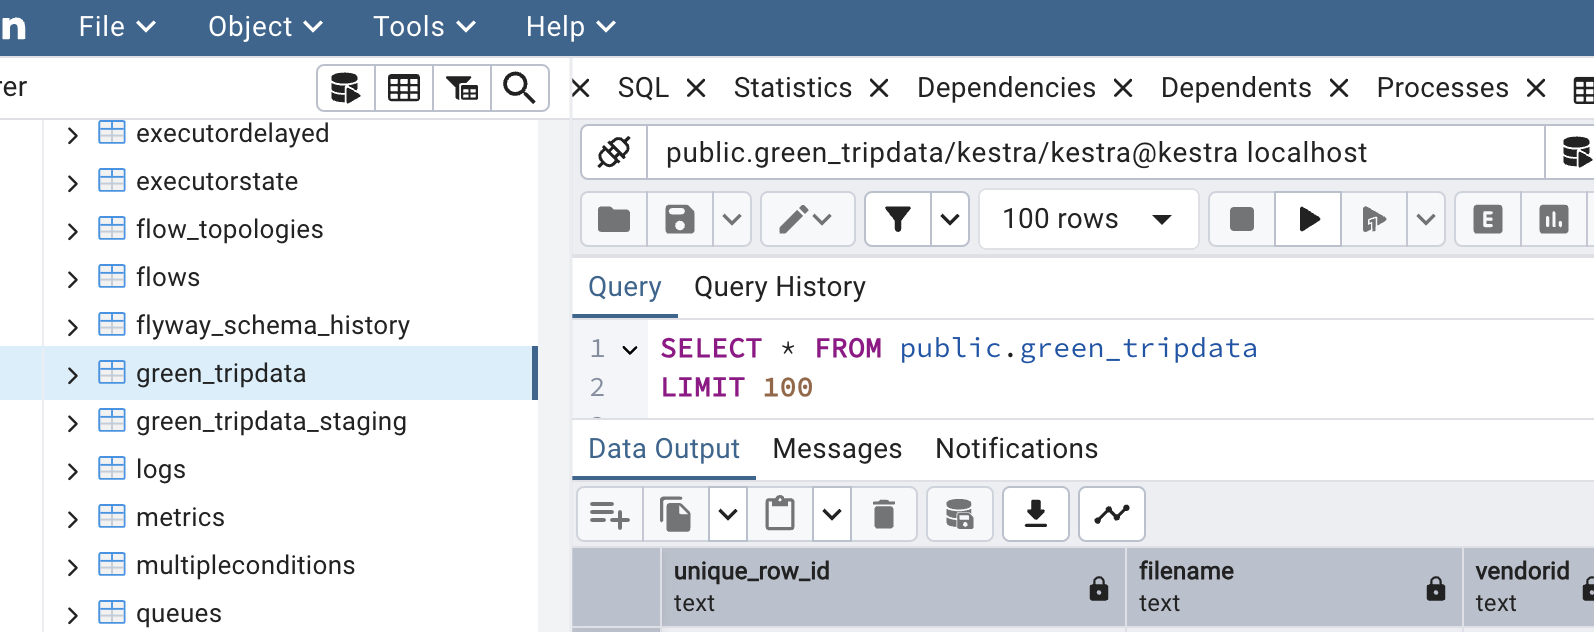 n File Object Tools Help
rer
SQL Statistics Dependencies Dependents Processes
executordelayed
executorstate
flow_topologies
flows
flyway_schema_history
green_tripdata
green_tripdata_staging
logs
metrics
multipleconditions
queues
public.green_tripdata/kestra/kestra@kestra localhost
100 rows
E
Query Query History
1 SELECT * FROM public.green_tripdata
2 LIMIT 100
Data Output Messages Notifications
unique_row_id filename vendorid
text text text